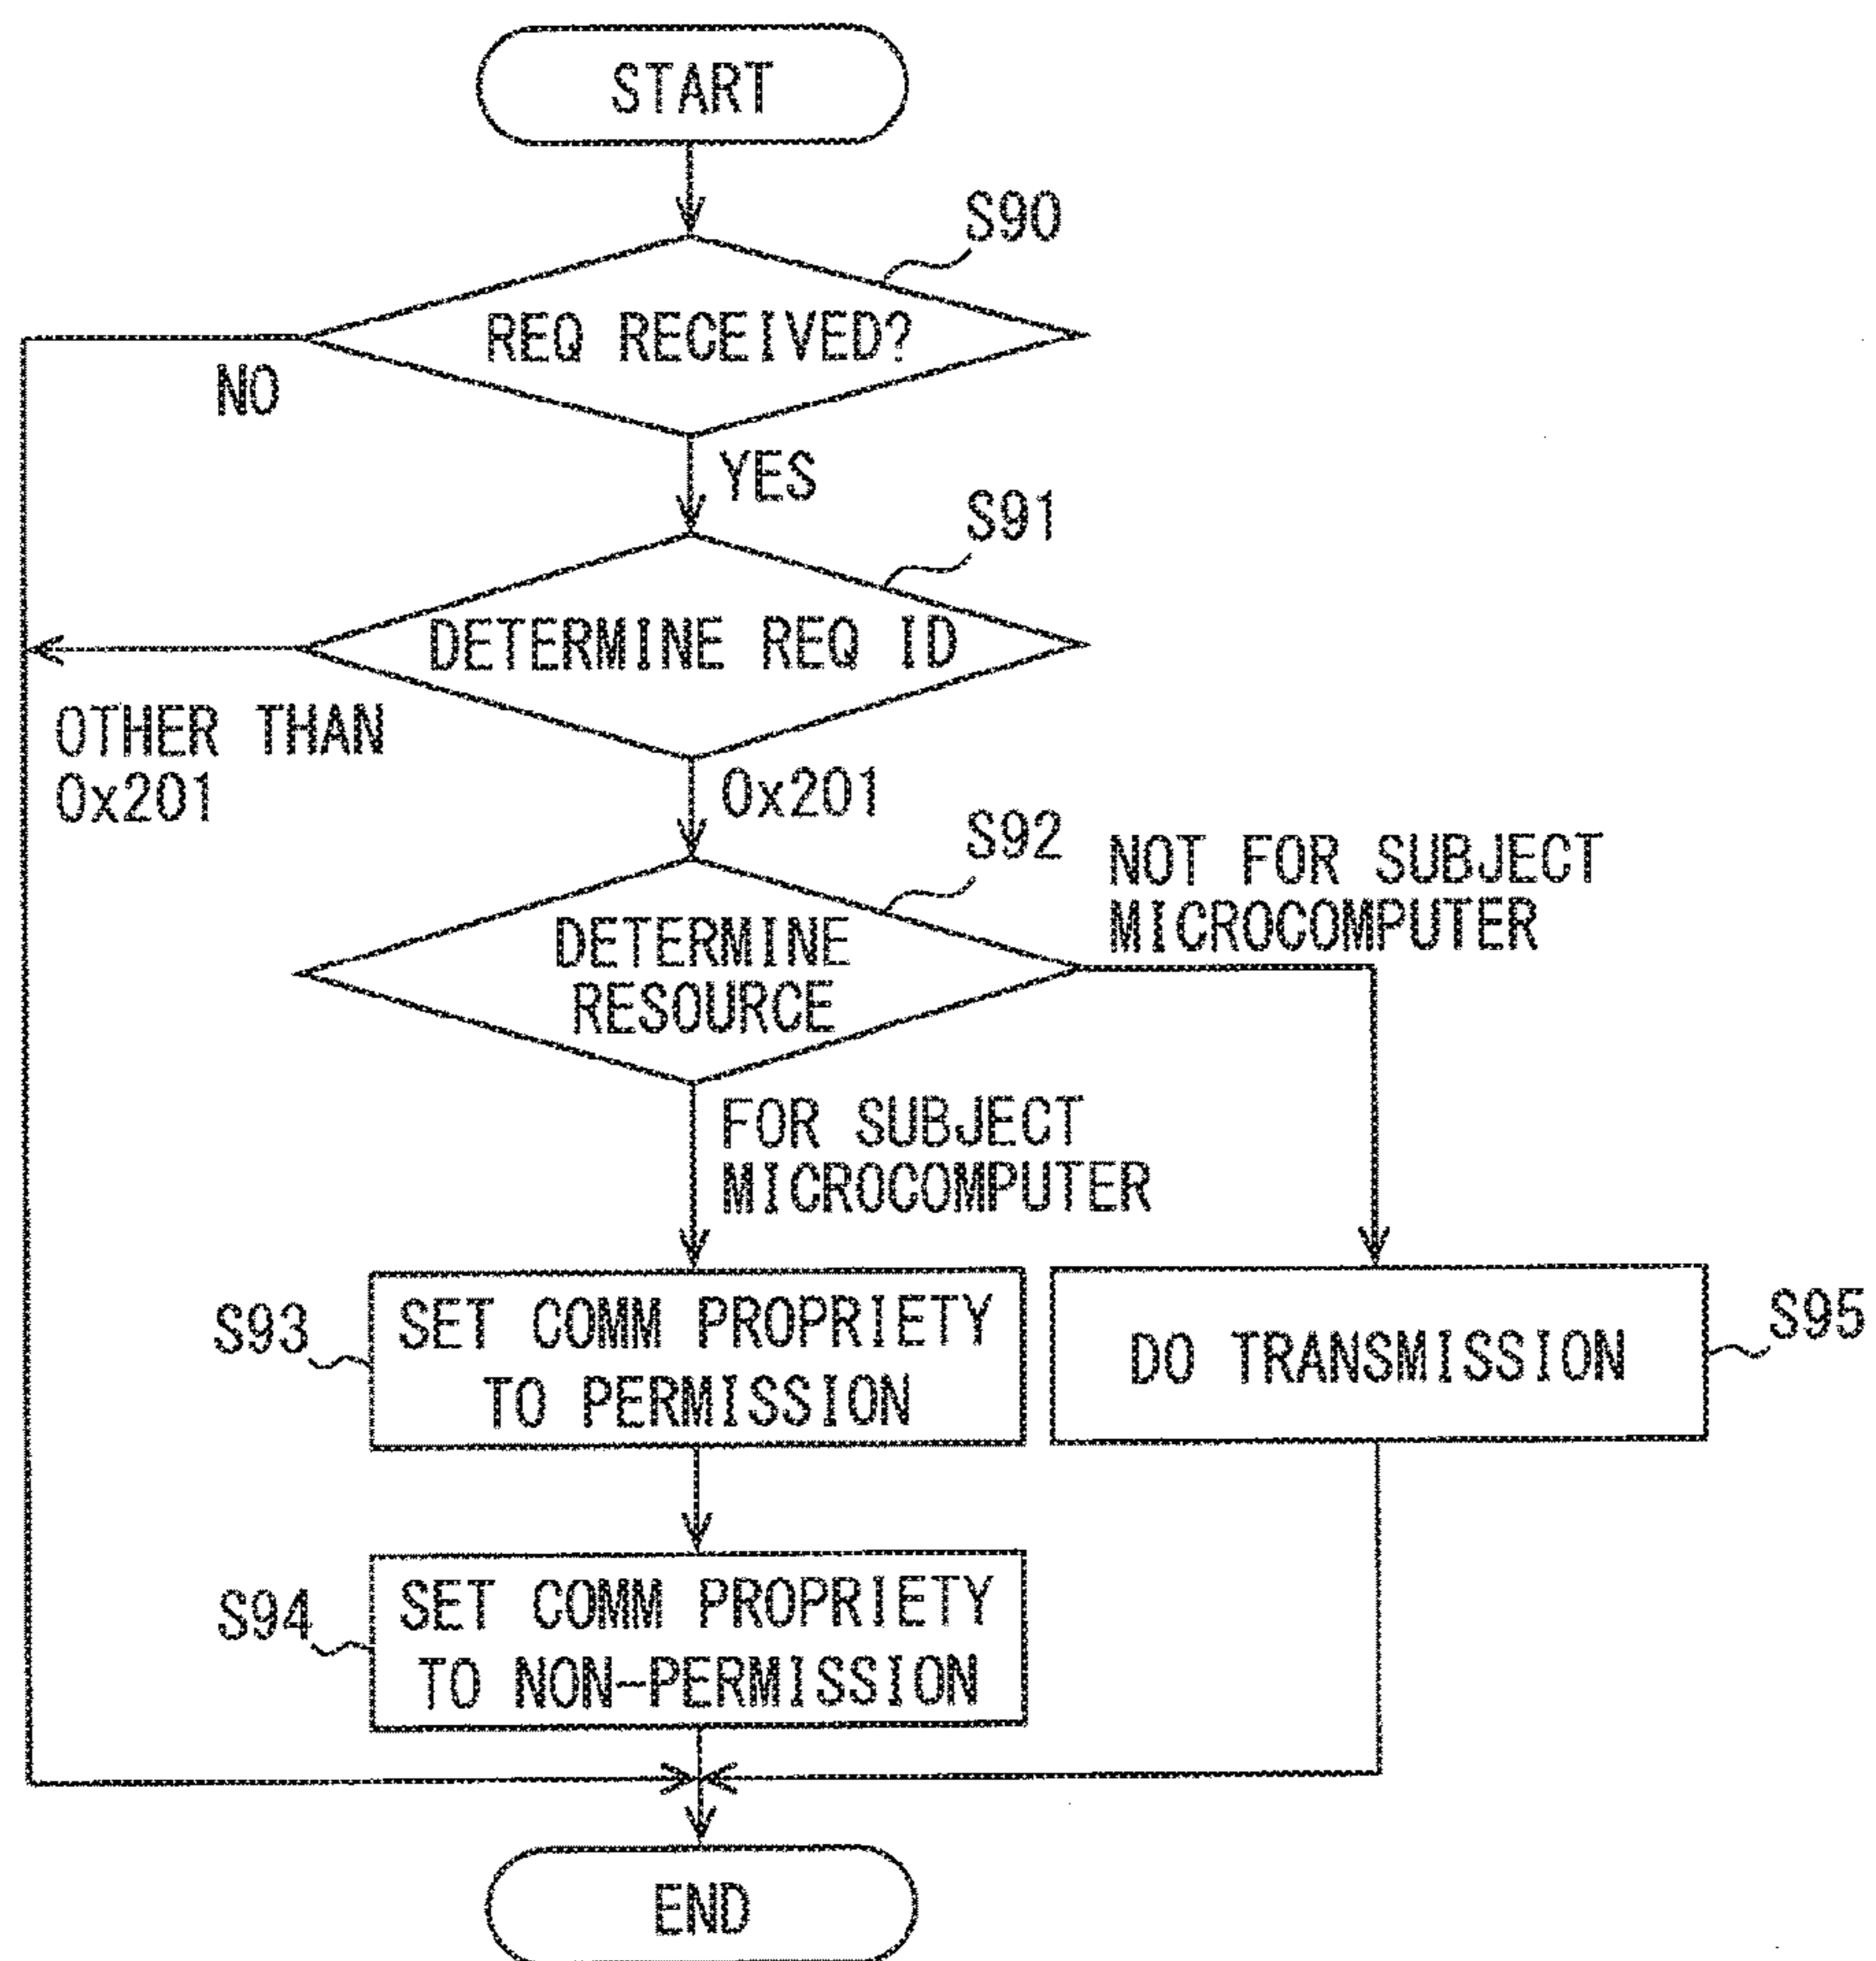 START
S90
REQ RECEIVED?
NO
YES
S91
DETERMINE REQ ID
OTHER THAN
0x201
0x201
S92
NOT FOR SUBJECT
MICROCOMPUTER
DETERMINE
RESOURCE
FOR SUBJECT
MICROCOMPUTER
S93
SET COMM PROPRIETY
TO PERMISSION
DO TRANSMISSION
S95
S94
SET COMM PROPRIETY
TO NON-PERMISSION
END